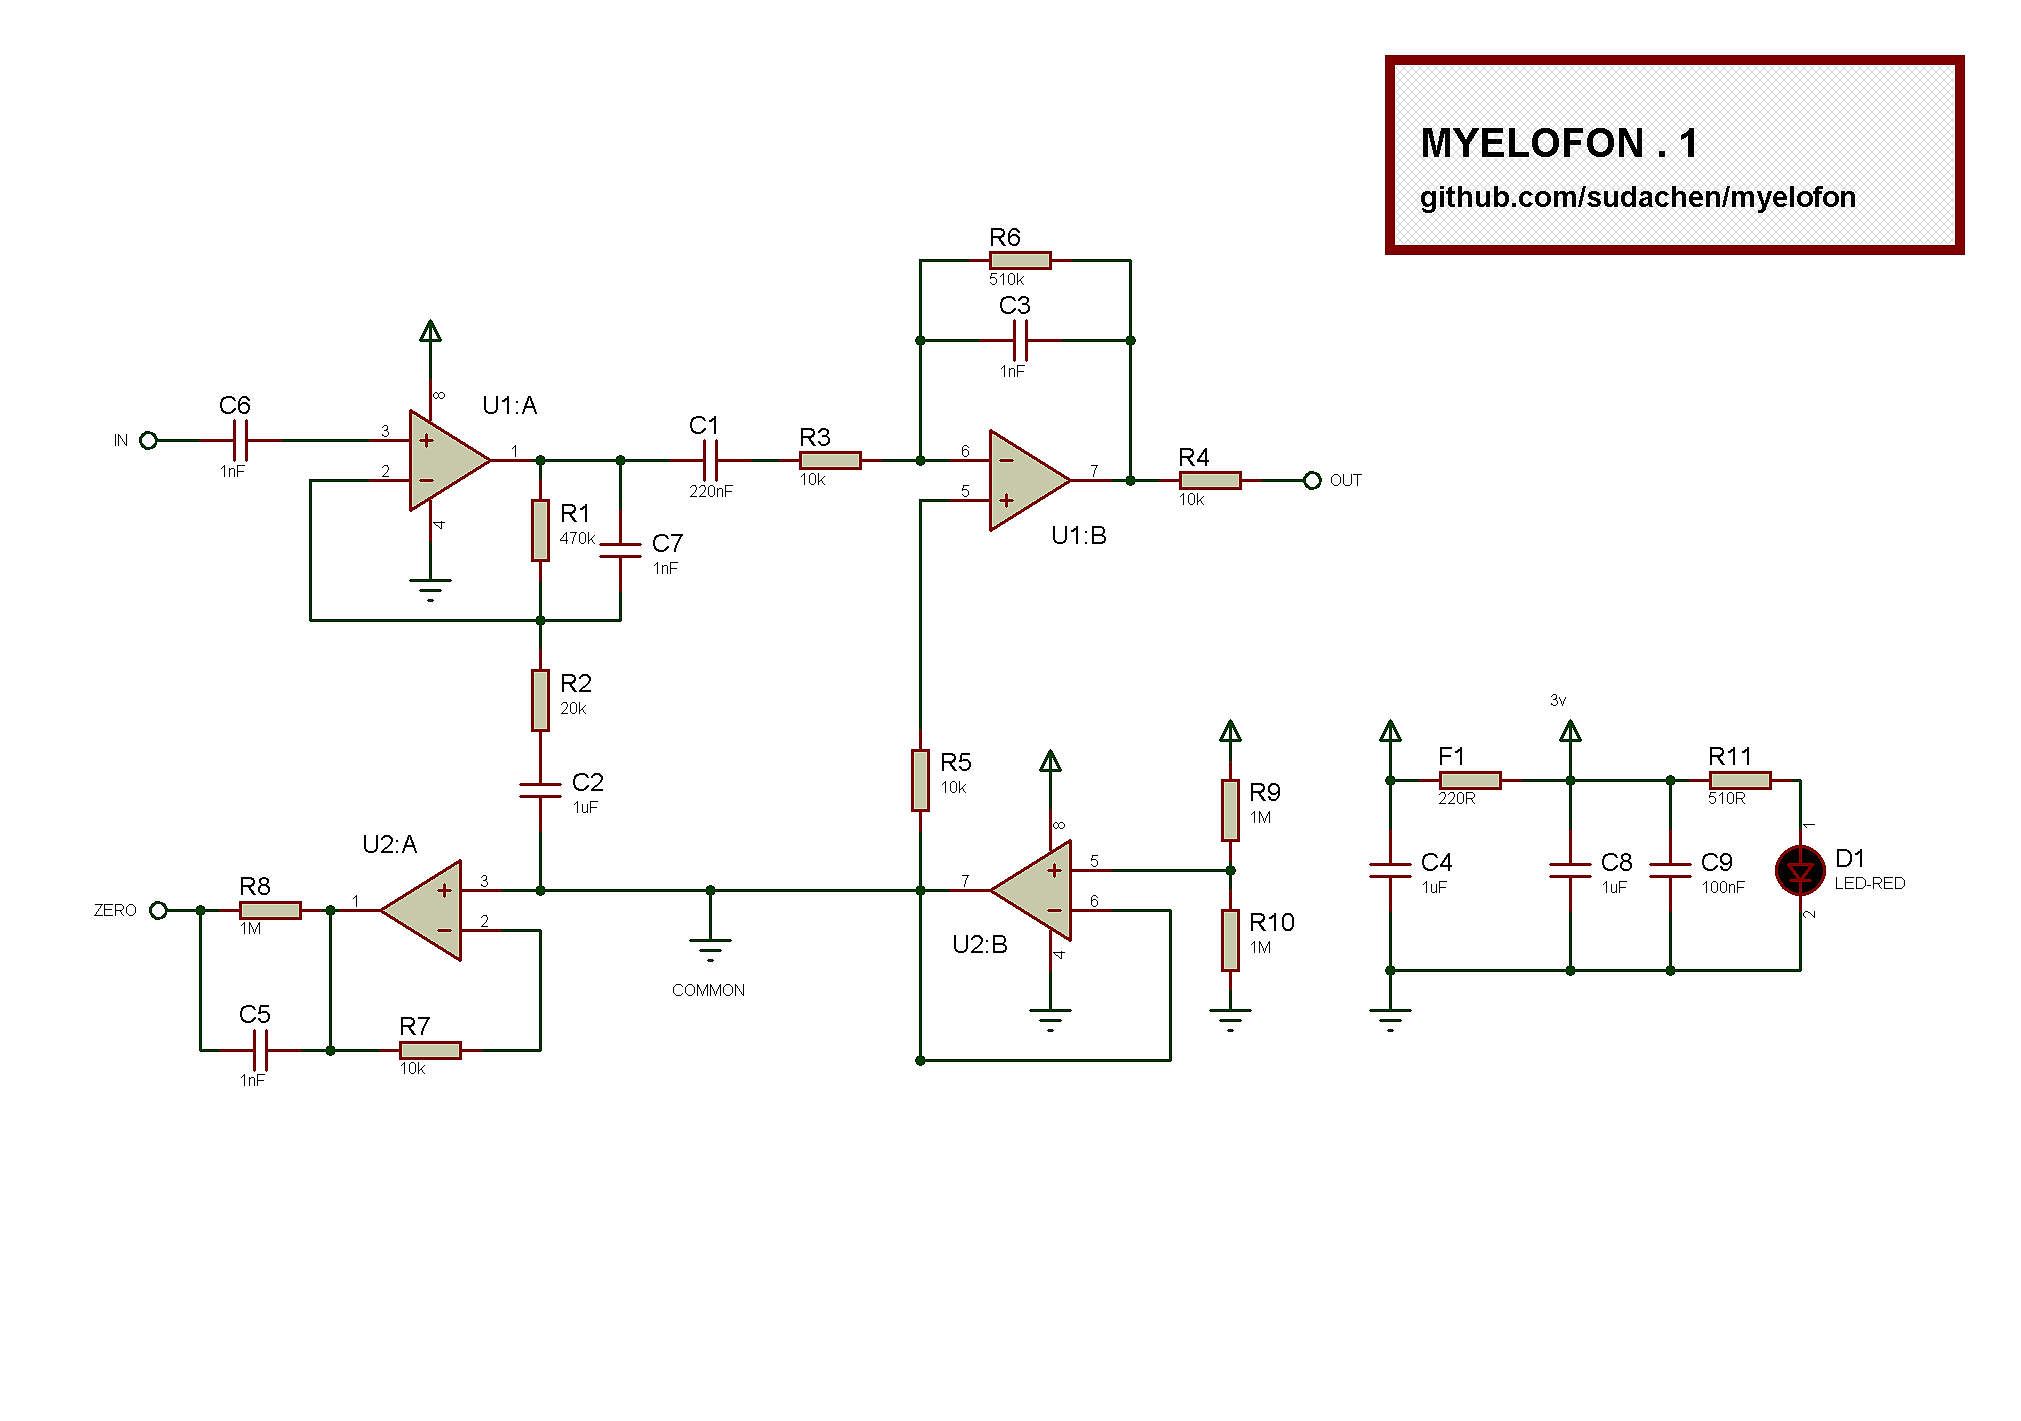 MYELOFON . 1
github.com/sudachen/myelofon
R6
510k
C3
1nF
IN
C6
1nF
3
2
8
4
U1:A
1
C1
220nF
R3
10k
6
5
7
U1:B
R4
10k
OUT
R1
470k
C7
1nF
R2
20k
C2
1uF
R5
10k
U2:A
3
2
1
R8
1M
ZERO
C5
1nF
R7
10k
COMMON
7
U2:B
8
4
5
6
R9
1M
R10
1M
3v
F1
220R
R11
510R
C4
1uF
C8
1uF
C9
100nF
1
D1
LED-RED
2